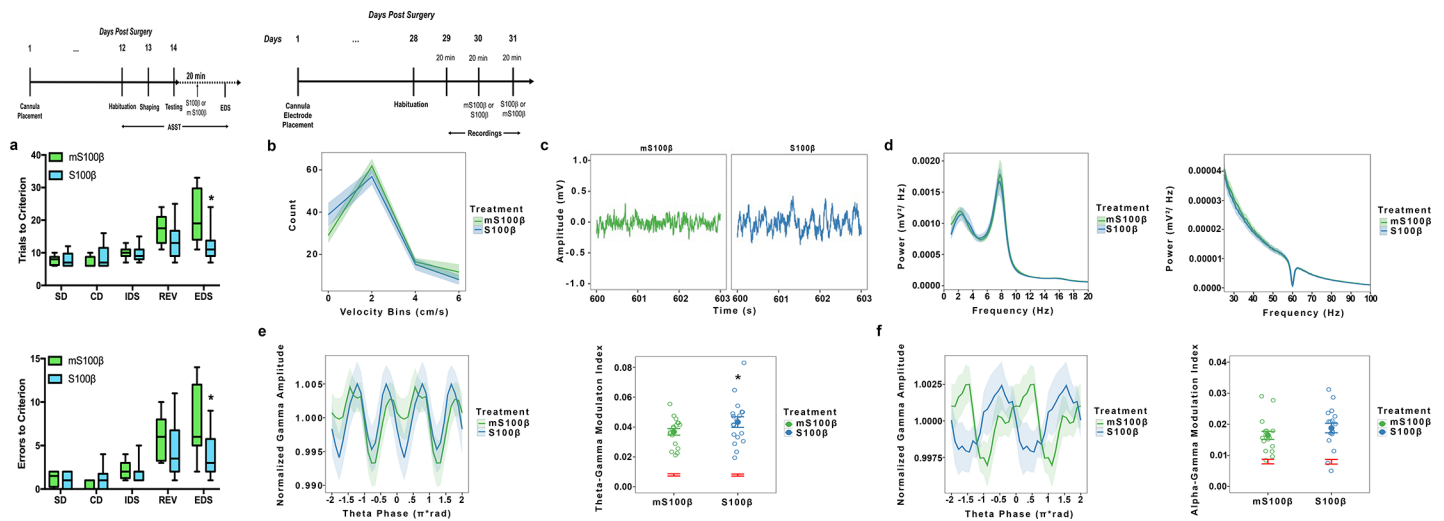 Days Post Surgery
1 ... 12 13 14
20 min
Cannula Placement
Habituation
Shaping
Testing
S100β or mS100β
EDS
ASST
Days Post Surgery
Days 1 ... 28 29 30 31
20 min 20 min 20 min
Cannula Electrode Placement
Habituation
mS100β or S100β
S100β or mS100β
Recordings
a
mS100β
S100β
Trials to Criterion
40
30
20
10
0
*
SD CD IDS REV EDS
mS100β
S100β
Errors to Criterion
15
10
5
0
*
SD CD IDS REV EDS
b
Count
60
40
20
0 2 4 6
Velocity Bins (cm/s)
Treatment
mS100β
S100β
c
mS100β S100β
Amplitude (mV)
1.0
0.5
0.0
-0.5
-1.0
600 601 602 603 600 601 602 603
Time (s)
d
Power (mV²/ Hz)
0.0020
0.0015
0.0010
0.0005
0.0000
0 2 4 6 8 10 12 14 16 18 20
Frequency (Hz)
Treatment
mS100β
S100β
Power (mV²/ Hz)
0.00004
0.00003
0.00002
0.00001
0.0000
30 40 50 60 70 80 90 100
Frequency (Hz)
Treatment
mS100β
S100β
e
Normalized Gamma Amplitude
1.005
1.000
0.995
0.990
-2 -1.5 -1 -.5 0 .5 1 1.5 2
Theta Phase (π*rad)
Treatment
mS100β
S100β
Theta-Gamma Modulaton Index
0.08
0.06
0.04
0.02
0.00
*
mS100β S100β
Treatment
mS100β
S100β
f
Normalized Gamma Amplitude
1.0025
1.0000
0.9975
-2 -1.5 -1 -.5 0 .5 1 1.5 2
Theta Phase (π*rad)
Treatment
mS100β
S100β
Alpha-Gamma Modulation Index
0.04
0.03
0.02
0.01
0.00
mS100β S100β
Treatment
mS100β
S100β